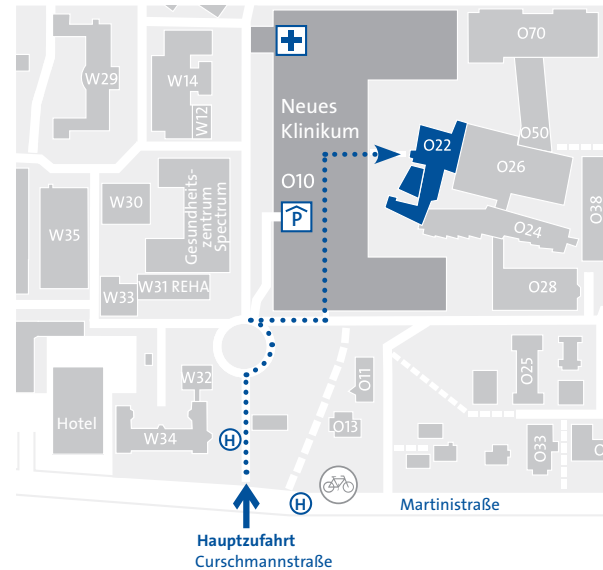 O70
W29
W14
W12
Neues
Klinikum
O22
O50
O26
O10
O38
W30
Gesundheits-
zentrum
Spectrum
P
W35
O24
W33
W31 REHA
O28
O11
O25
W32
Hotel
W34
H
O13
O33
O
H
Martinistraße
Hauptzufahrt
Curschmannstraße